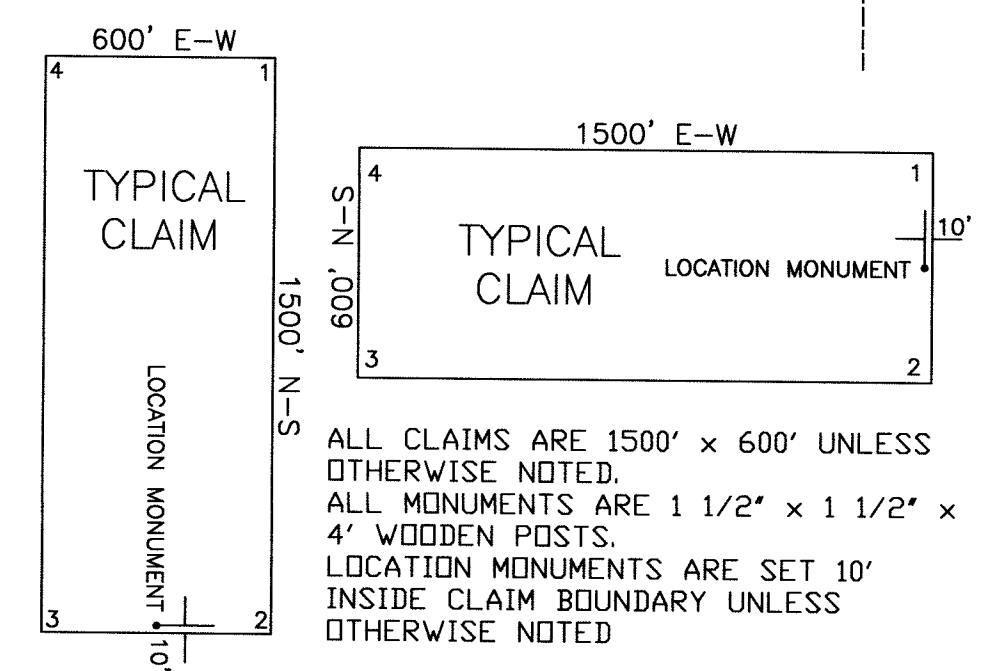 600' E-W
4
1
TYPICAL
CLAIM
1500' N-S
LOCATION MONUMENT
3
2
10'
1500' E-W
4
1
600' N-S
TYPICAL
CLAIM
10'
LOCATION MONUMENT
3
2
ALL CLAIMS ARE 1500' x 600' UNLESS
OTHERWISE NOTED.
ALL MONUMENTS ARE 1 1/2" x 1 1/2" x
4' WOODEN POSTS.
LOCATION MONUMENTS ARE SET 10'
INSIDE CLAIM BOUNDARY UNLESS
OTHERWISE NOTED